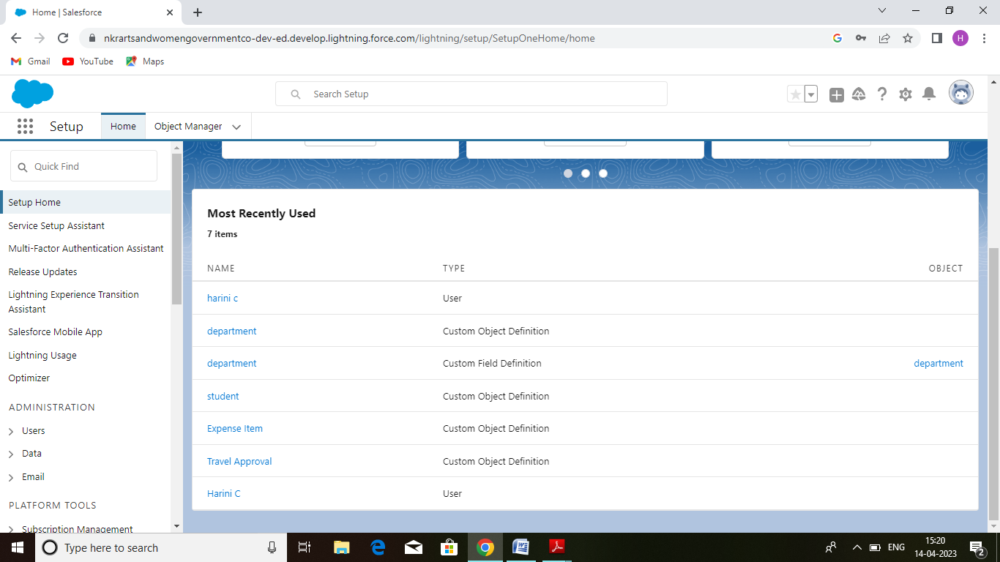 Home | Salesforce
nkrartsandwomengovernmentco-dev-ed.develop.lightning.force.com/lightning/setup/SetupOneHome/home
H
Gmail YouTube Maps
Search Setup
Setup Home Object Manager
Quick Find
Setup Home
Service Setup Assistant
Multi-Factor Authentication Assistant
Release Updates
Lightning Experience Transition
Assistant
Salesforce Mobile App
Lightning Usage
Optimizer
ADMINISTRATION
Users
Data
Email
PLATFORM TOOLS
Subscription Management
Most Recently Used
7 items
NAME TYPE OBJECT
harini c User
department Custom Object Definition
department Custom Field Definition department
student Custom Object Definition
Expense Item Custom Object Definition
Travel Approval Custom Object Definition
Harini C User
Type here to search
ENG
15:20
14-04-2023
2